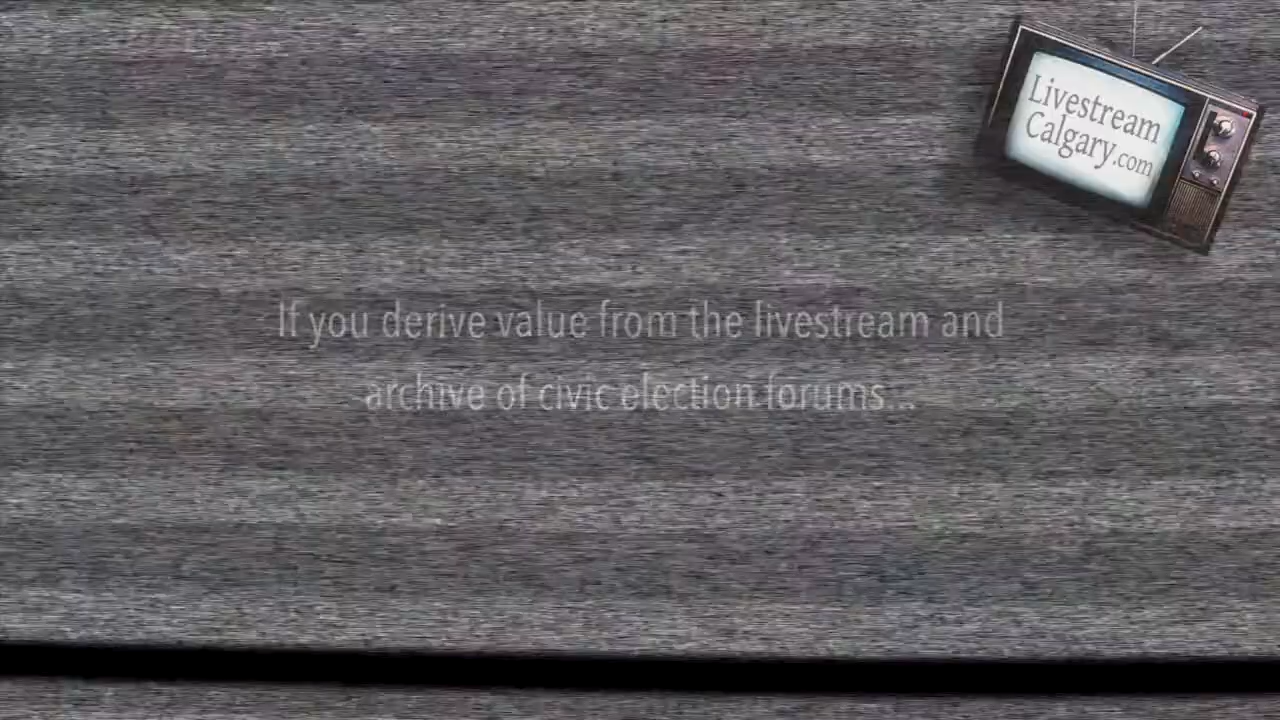 Livestream
Calgary.com
If you derive value from the livestream and
archive of civic election forums...